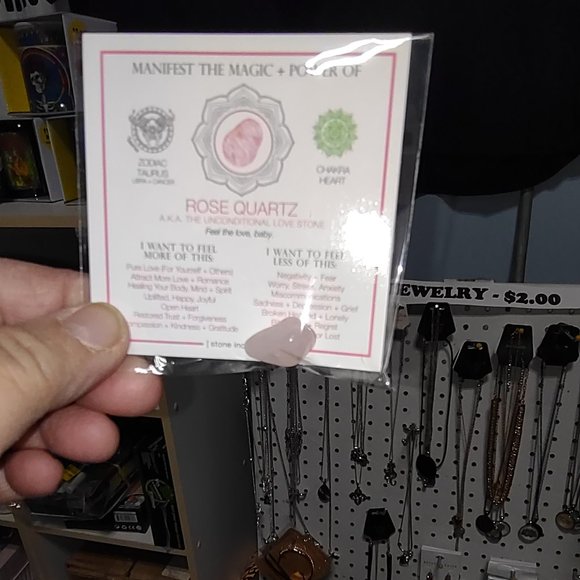 MANIFEST THE MAGIC + POWER OF
ZODIAC
TAURUS
LIBRA + CANCER
CHAKRA
HEART
ROSE QUARTZ
A.K.A. THE UNCONDITIONAL LOVE STONE
Feel the love, baby.
I WANT TO FEEL
MORE OF THIS:
Pure Love (For Yourself + Others)
Attract More Love + Romance
Healing Your Body, Mind + Spirit
Uplifted, Happy, Joyful
Open Heart
Restored Trust + Forgiveness
Compassion + Kindness + Gratitude
I WANT TO FEEL
LESS OF THIS:
Negativity + Fear
Worry, Stress, Anxiety
Miscommunications
Sadness + Depression + Grief
Broken Hearted + Lonely
Regret
or Lost
| stone
JEWELRY - $2.00